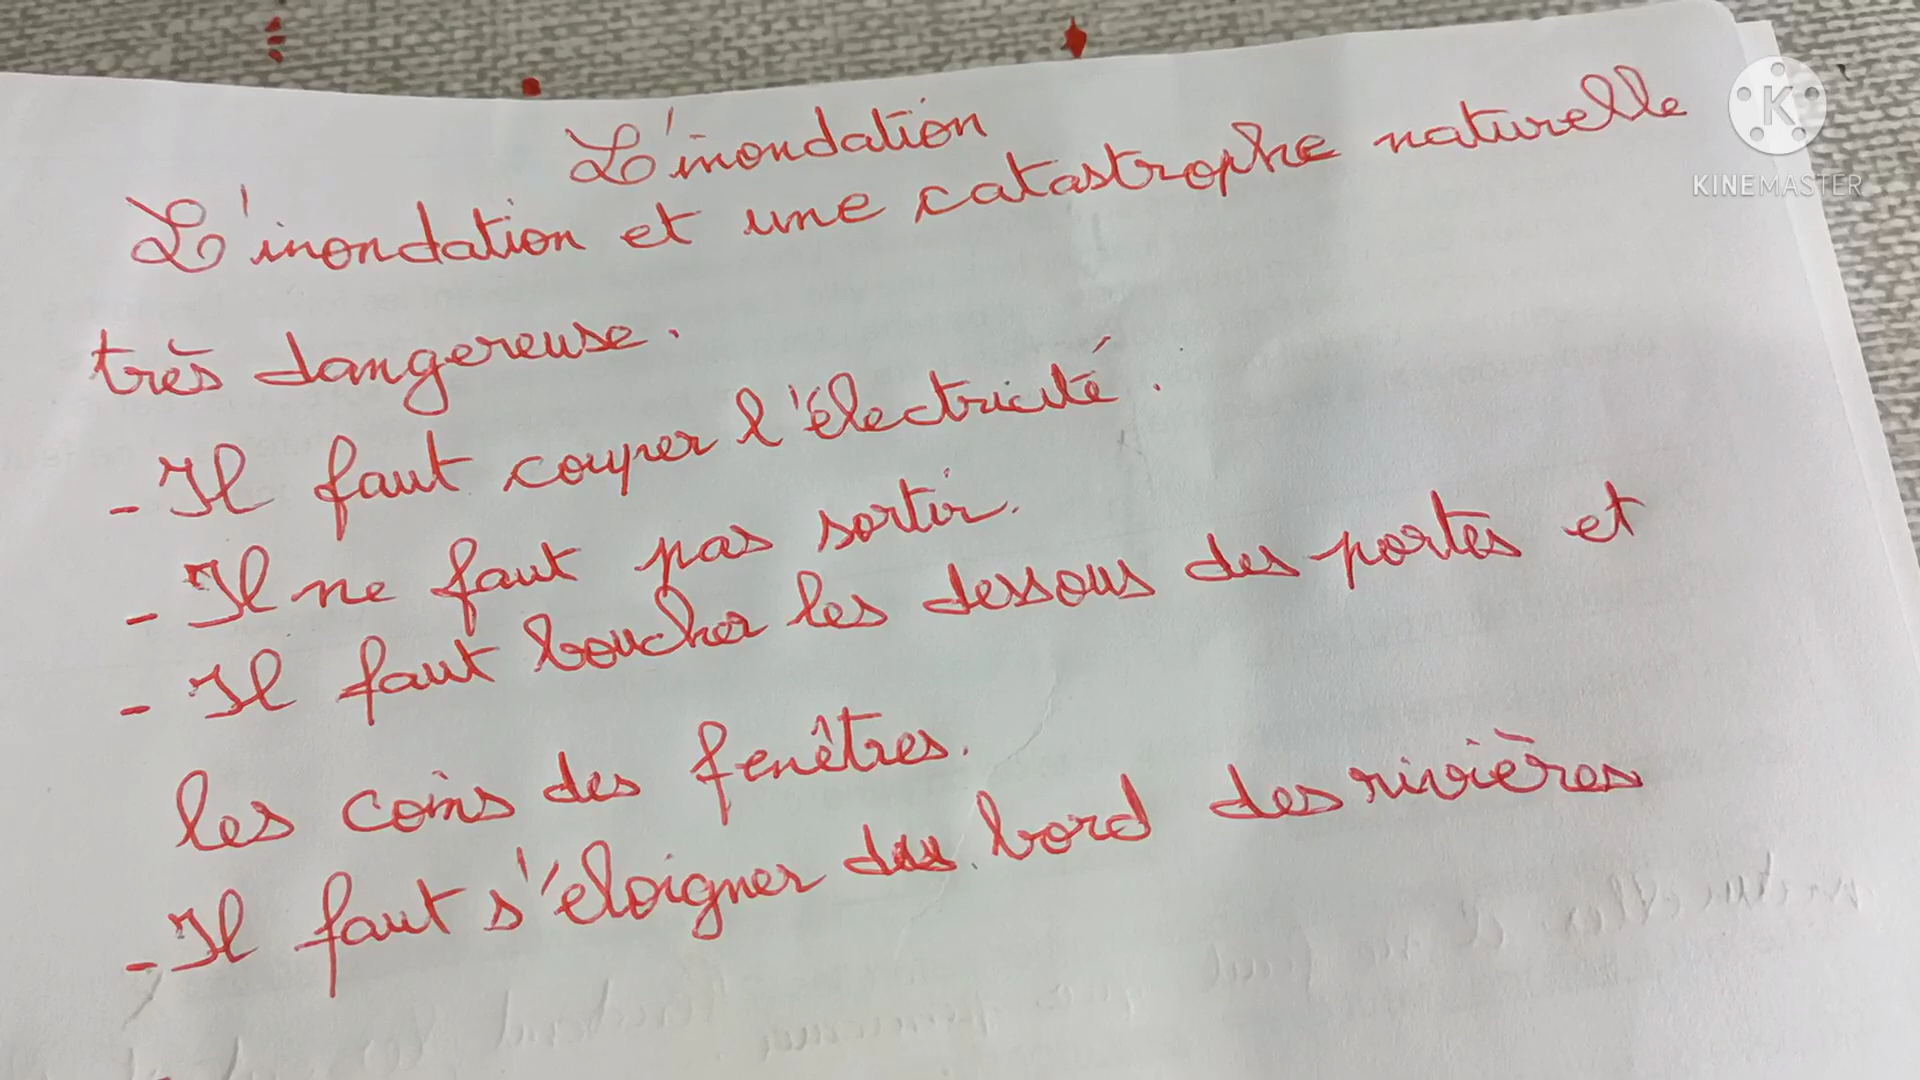 L'inondation
L'inondation et une catastrophe naturelle
très dangereuse.
- Il faut couper l'électricité.
- Il ne faut pas sortir.
- Il faut boucher les dessous des portes et
les coins des fenêtres.
- Il faut s'éloigner du bord des rivières
K
KINEMASTER